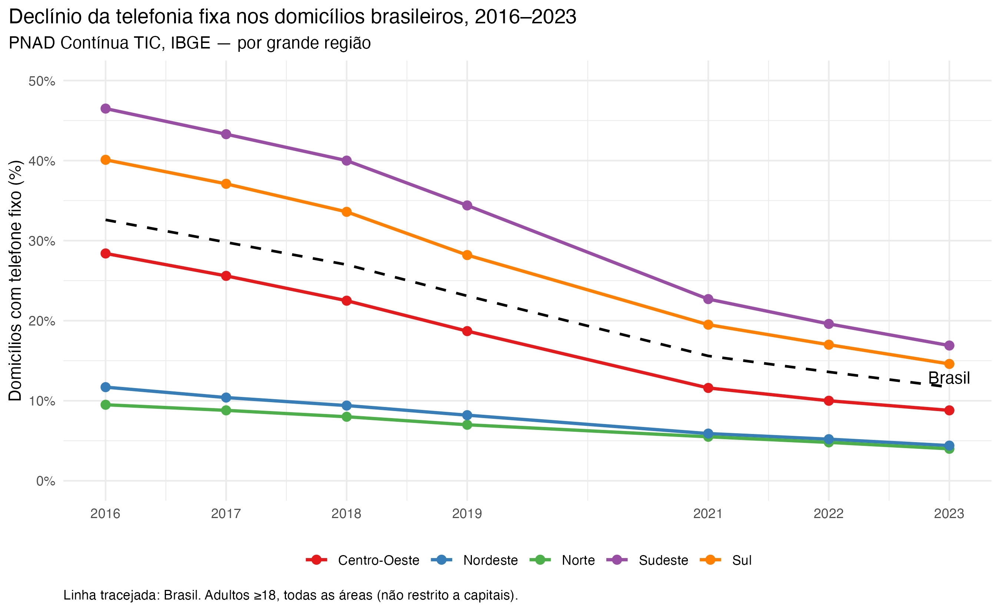 Declínio da telefonia fixa nos domicílios brasileiros, 2016–2023
PNAD Contínua TIC, IBGE — por grande região
Domicílios com telefone fixo (%)
50%
40%
30%
20%
10%
0%
Brasil
2016 2017 2018 2019 2021 2022 2023
Centro-Oeste Nordeste Norte Sudeste Sul
Linha tracejada: Brasil. Adultos ≥18, todas as áreas (não restrito a capitais).